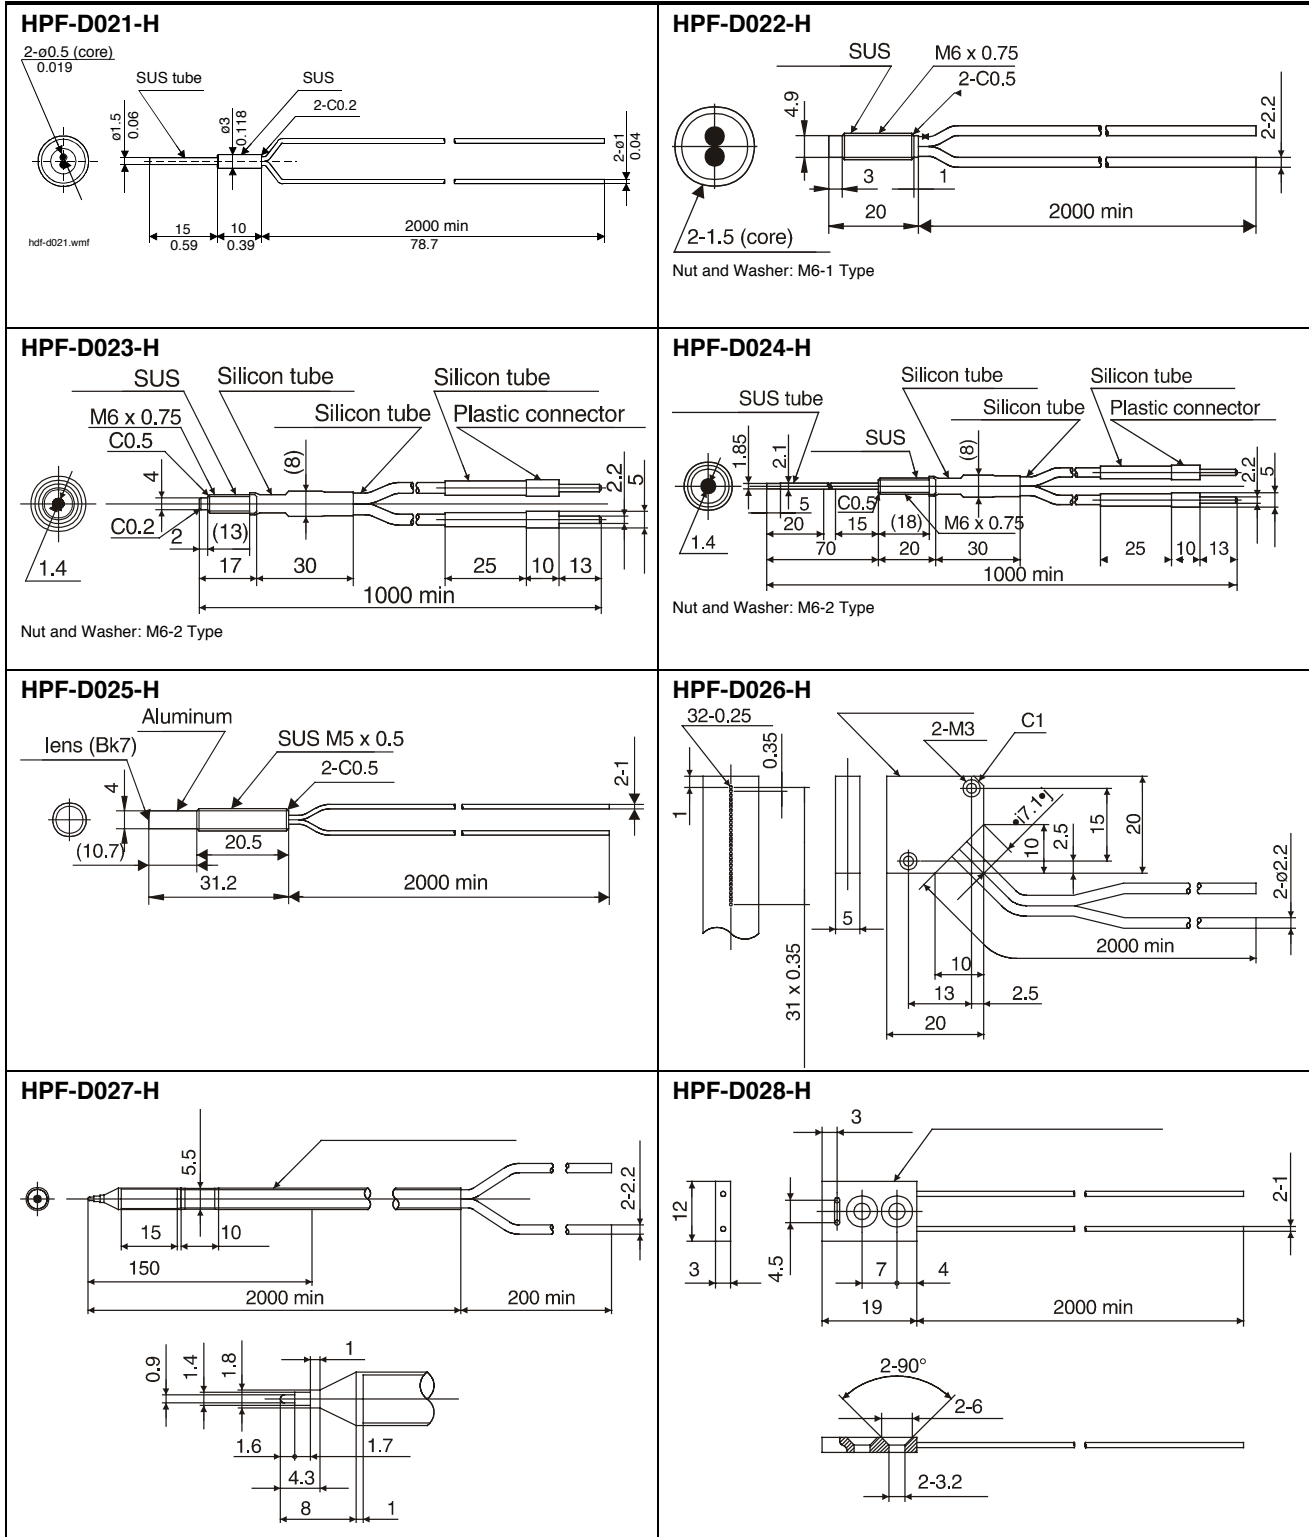 HPF-D021-H
2-ø0.5 (core)
0.019
SUS tube
SUS
2-C0.2
ø1.5
0.06
ø3
0.118
2-ø1
0.04
15
0.59
10
0.39
2000 min
78.7
hdf-d021.wmf
HPF-D022-H
SUS
M6 x 0.75
2-C0.5
4.9
2-2.2
3
1
20
2000 min
2-1.5 (core)
Nut and Washer: M6-1 Type
HPF-D023-H
SUS
Silicon tube
Silicon tube
M6 x 0.75
Silicon tube
Plastic connector
C0.5
4
(8)
2.2
5
C0.2
2
(13)
1.4
17
30
25
10
13
1000 min
Nut and Washer: M6-2 Type
HPF-D024-H
Silicon tube
Silicon tube
SUS tube
Silicon tube
Plastic connector
SUS
1.85
2.1
(8)
2.2
5
5
C0.5
20
15
(18)
M6 x 0.75
1.4
70
20
30
25
10
13
1000 min
Nut and Washer: M6-2 Type
HPF-D025-H
Aluminum
lens (Bk7)
SUS M5 x 0.5
2-C0.5
4
2-1
(10.7)
20.5
31.2
2000 min
HPF-D026-H
32-0.25
2-M3
C1
0.35
1
•i7.1•j
10
2.5
15
20
2-ø2.2
5
2000 min
31 x 0.35
10
13
2.5
20
HPF-D027-H
5.5
2-2.2
15
10
150
2000 min
200 min
0.9
1.4
1.8
1
1.6
1.7
4.3
8
1
HPF-D028-H
3
12
2-1
3
4.5
7
4
19
2000 min
2-90°
2-6
2-3.2